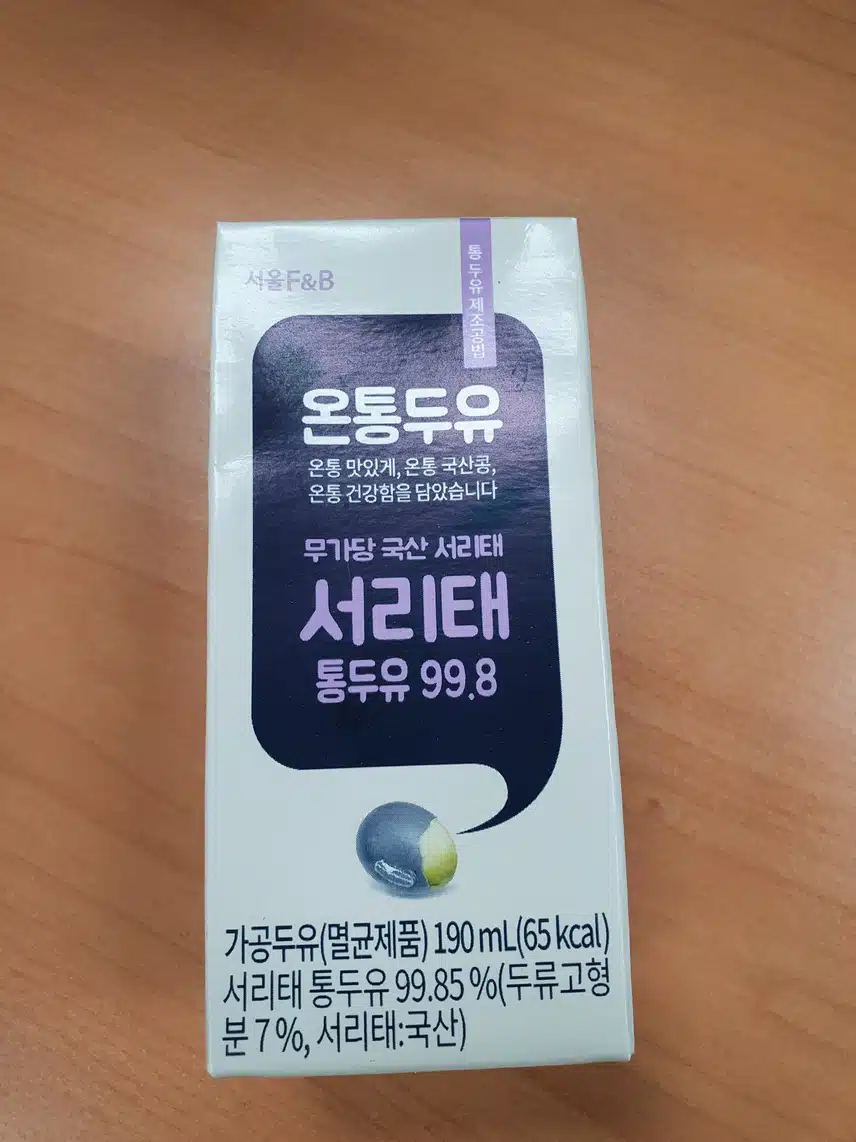 서울F&B
통 두유 제조공법
온통두유
온통 맛있게, 온통 국산콩,
온통 건강함을 담았습니다
무가당 국산 서리태
서리태
통두유 99.8
가공두유(멸균제품) 190 mL(65 kcal)
서리태 통두유 99.85 %(두류고형
분 7 %, 서리태:국산)